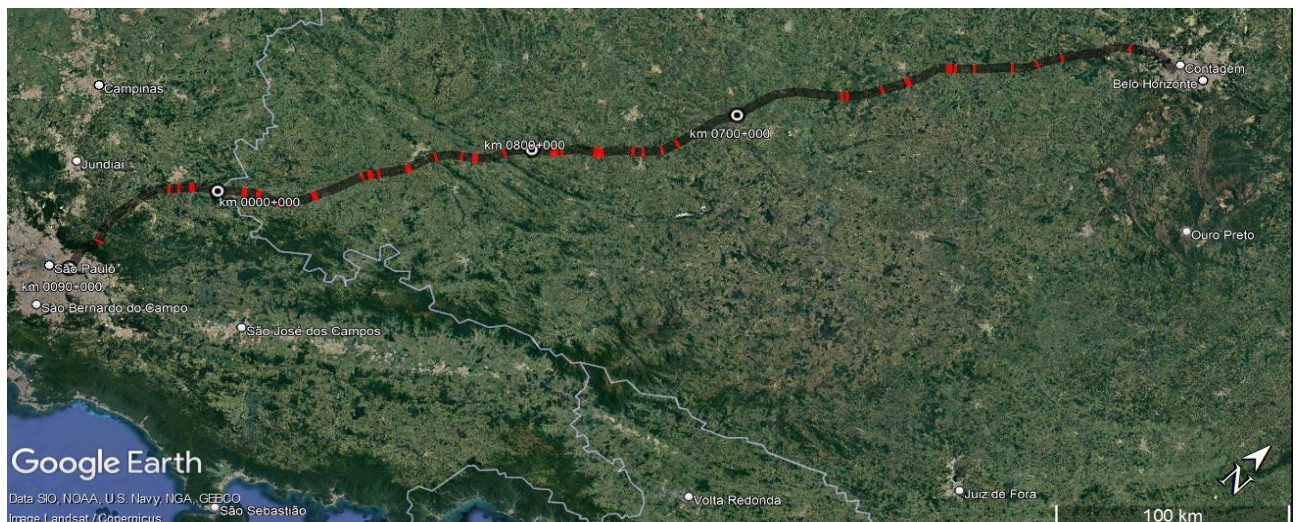 Campinas
Contagem
Belo Horizonte
km 0700+000
km 0800+000
Jundiaí
km 0000+000
Ouro Preto
São Paulo
km 0090+000
São Bernardo do Campo
São José dos Campos
Google Earth
N
Data SIO, NOAA, U.S. Navy, NGA, GEBCO
Image Landsat / Copernicus
São Sebastião
Volta Redonda
Juiz de Fora
100 km